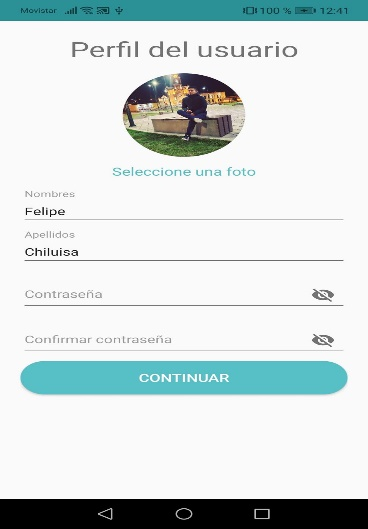 Movistar 100 % 12:41
Perfil del usuario
Seleccione una foto
Nombres
Felipe
Apellidos
Chiluisa
Contraseña
Confirmar contraseña
CONTINUAR